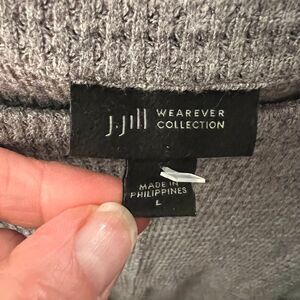 J.Jill WEAREVER
COLLECTION
MADE IN
PHILIPPINES
L